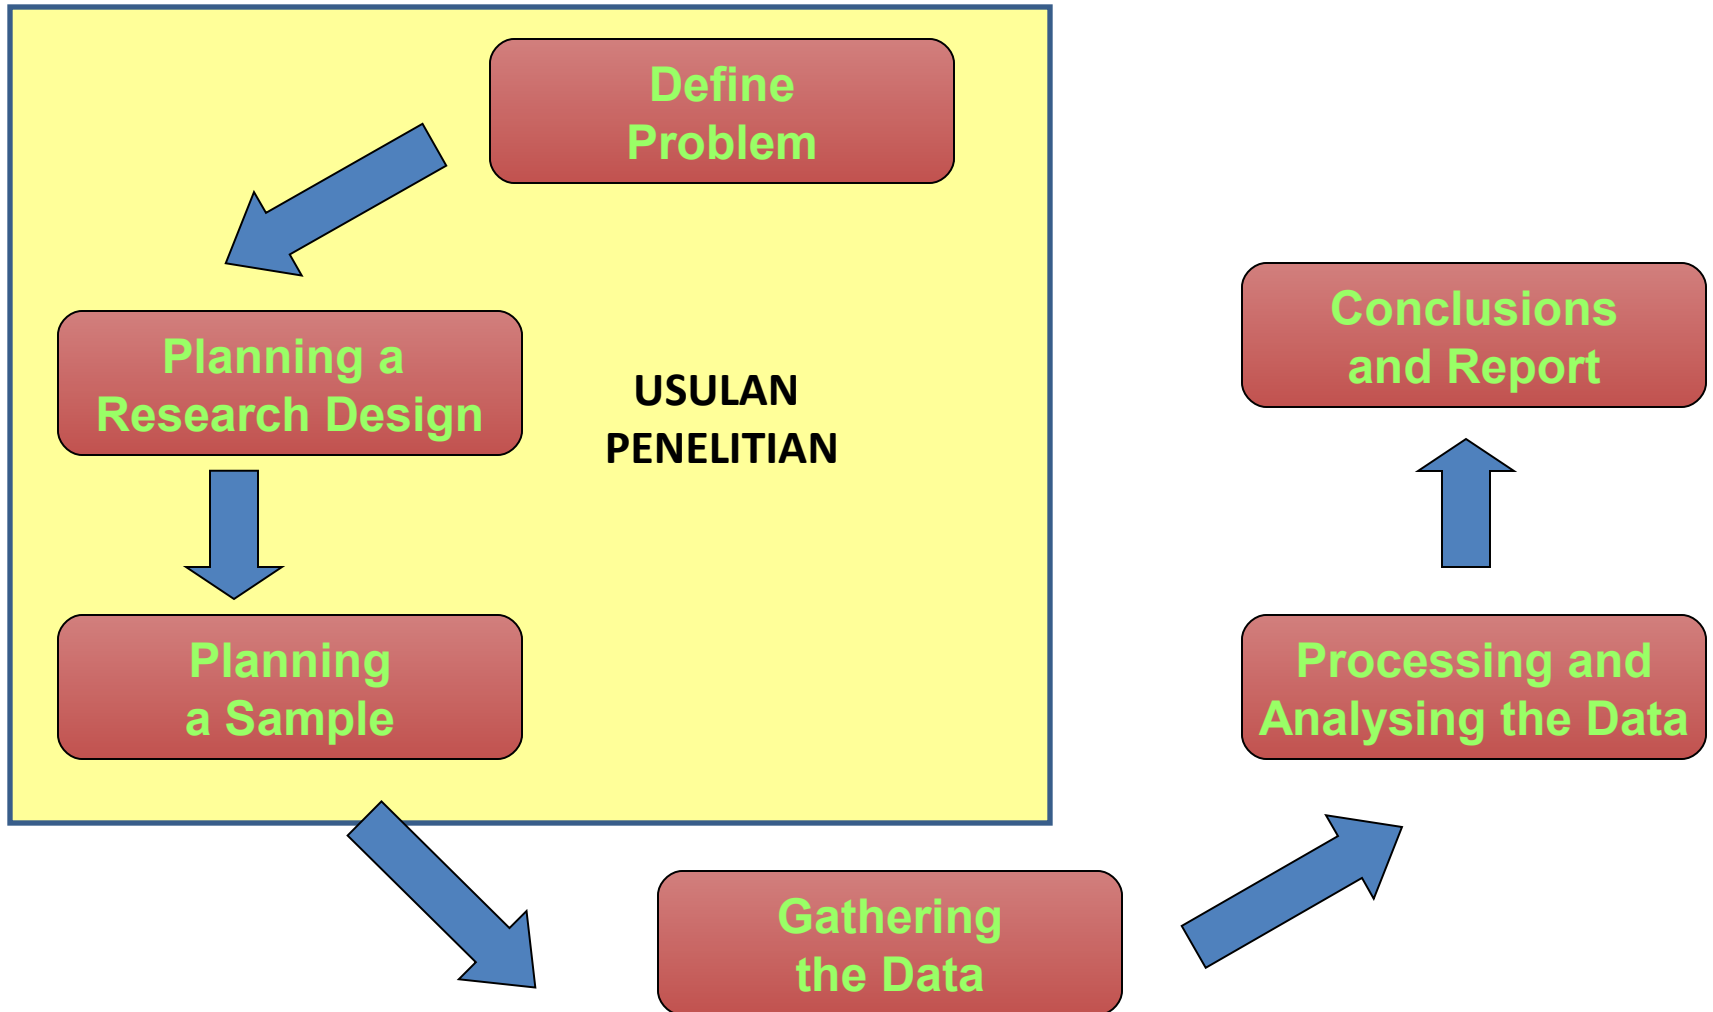 Define
Problem
Planning a
Research Design
USULAN
PENELITIAN
Planning
a Sample
Gathering
the Data
Processing and
Analysing the Data
Conclusions
and Report